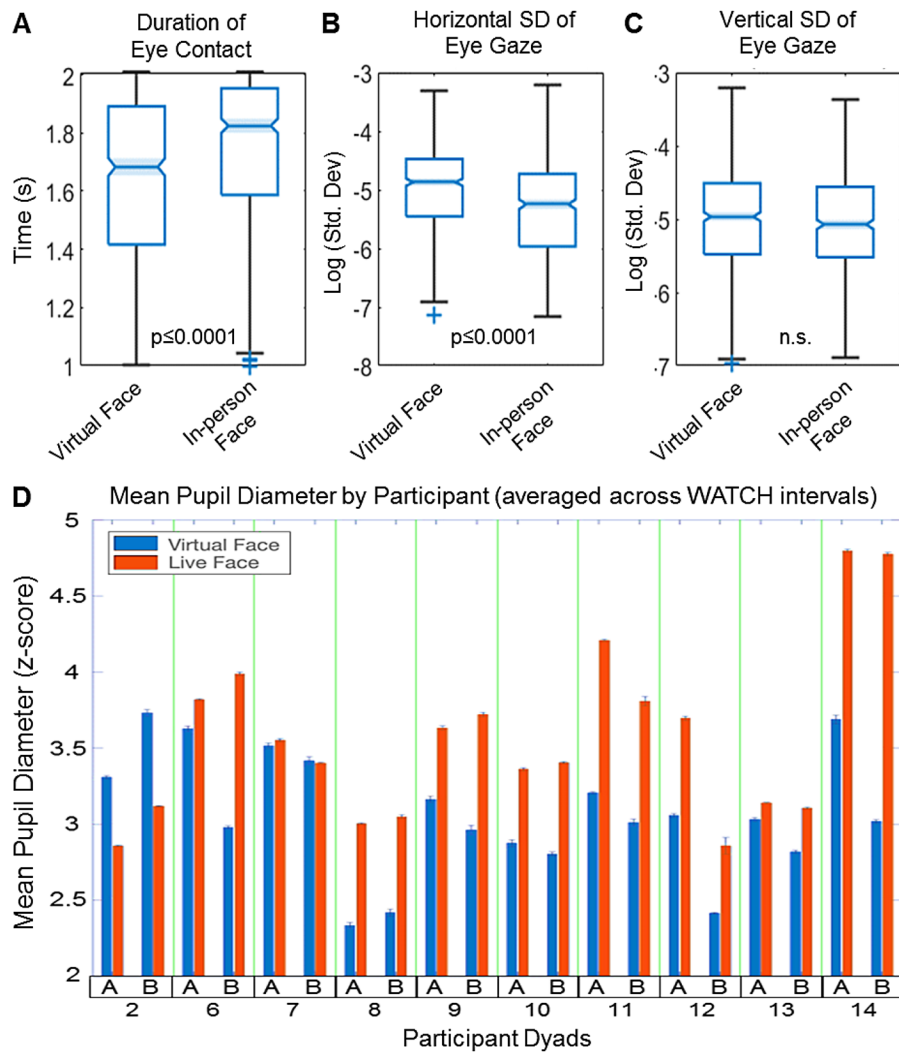 A Duration of Eye Contact
B Horizontal SD of Eye Gaze
C Vertical SD of Eye Gaze
Time (s)
2
1.8
1.6
1.4
1.2
1
p≤0.0001
Virtual Face
In-person Face
Log (Std. Dev)
-3
-4
-5
-6
-7
-8
p≤0.0001
Virtual Face
In-person Face
Log (Std. Dev)
·3
·4
·5
·6
·7
n.s.
Virtual Face
In-person Face
D Mean Pupil Diameter by Participant (averaged across WATCH intervals)
Virtual Face
Live Face
Mean Pupil Diameter (z-score)
5
4.5
4
3.5
3
2.5
2
A B A B A B A B A B A B A B A B A B A B
2 6 7 8 9 10 11 12 13 14
Participant Dyads